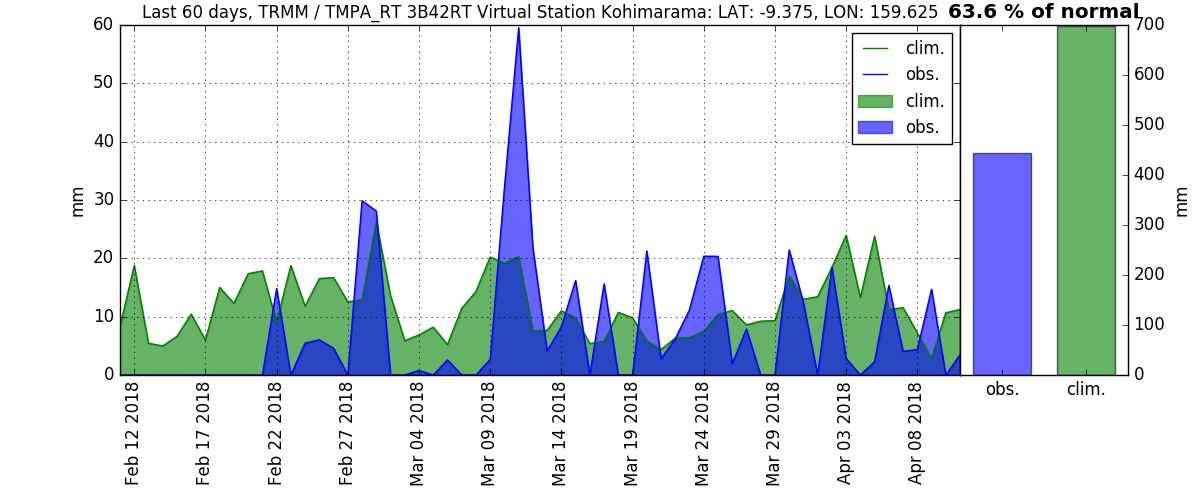 Last 60 days, TRMM / TMPA_RT 3B42RT Virtual Station Kohimarama: LAT: -9.375, LON: 159.625
63.6 % of normal
60
50
40
30
20
10
0
mm
clim.
obs.
clim.
obs.
700
600
500
400
300
200
100
0
mm
obs.
clim.
Feb 12 2018
Feb 17 2018
Feb 22 2018
Feb 27 2018
Mar 04 2018
Mar 09 2018
Mar 14 2018
Mar 19 2018
Mar 24 2018
Mar 29 2018
Apr 03 2018
Apr 08 2018